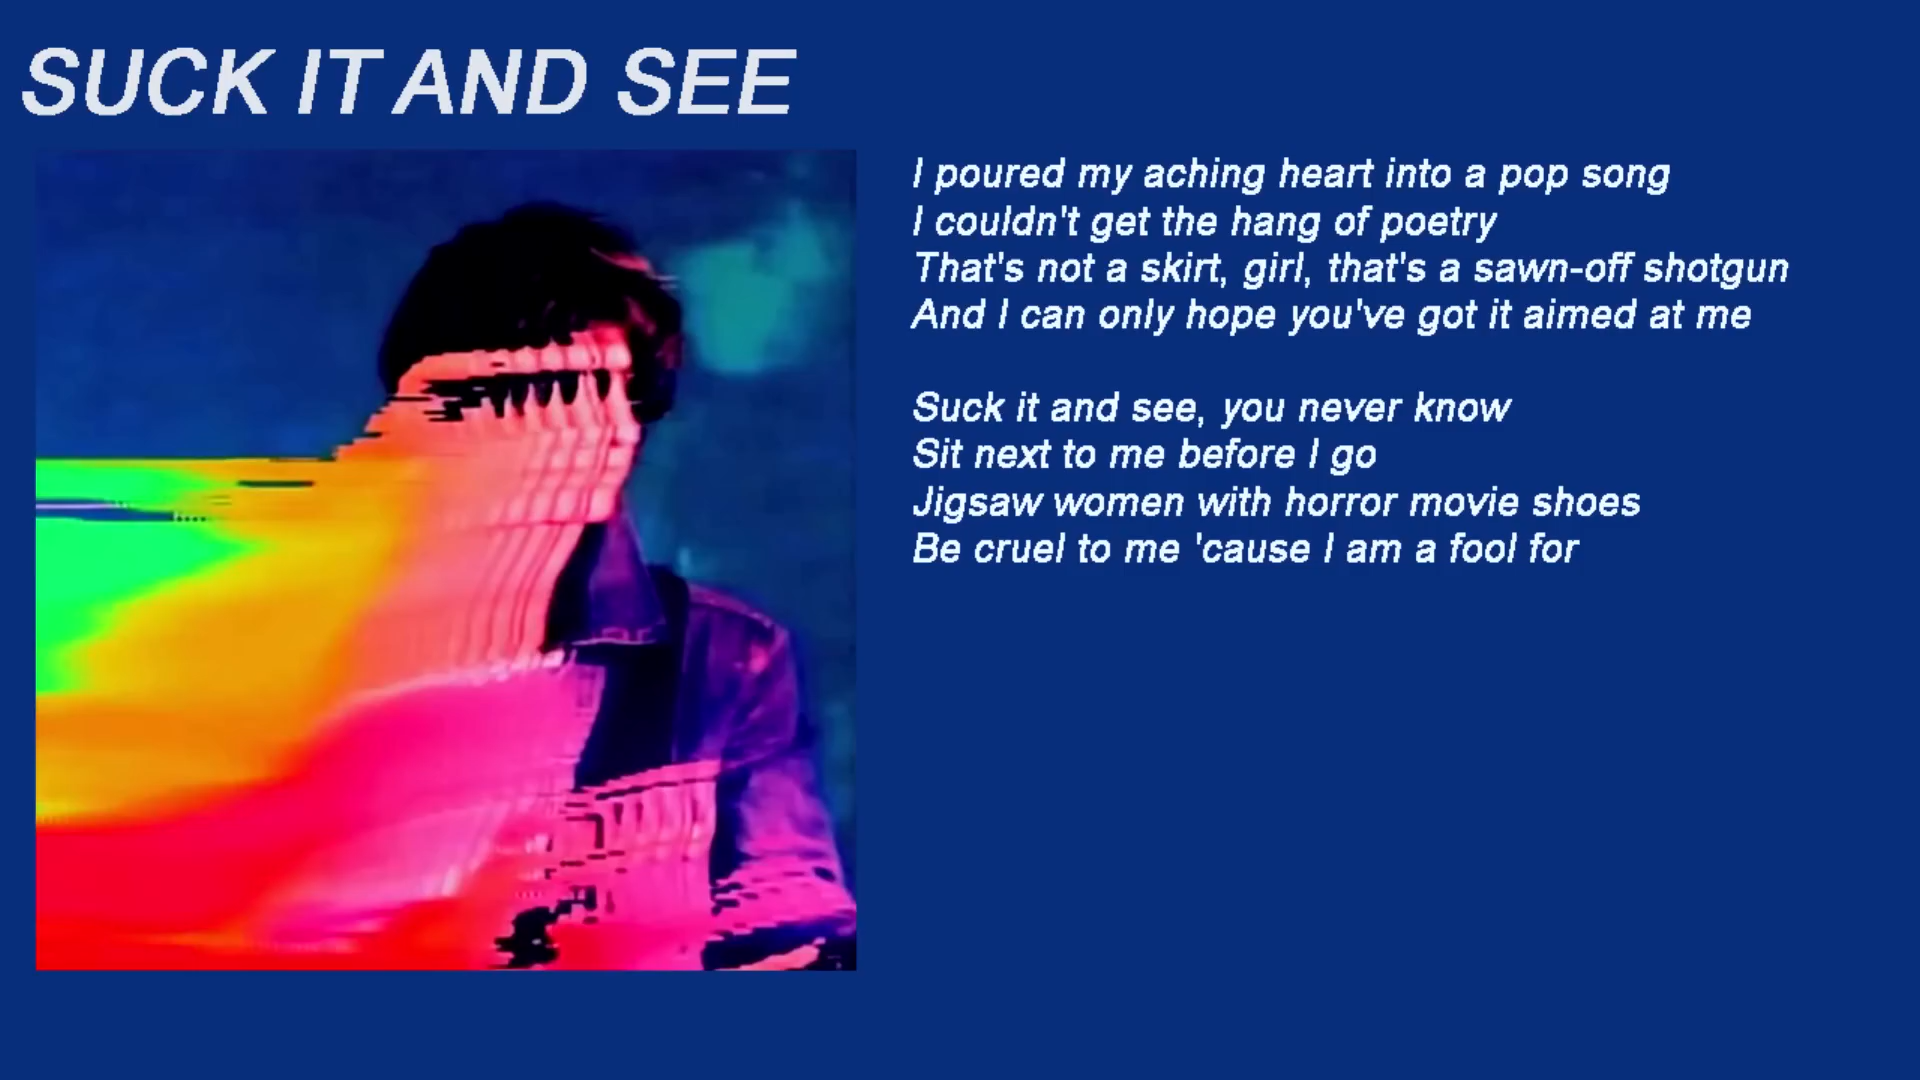 SUCK IT AND SEE
I poured my aching heart into a pop song
I couldn't get the hang of poetry
That's not a skirt, girl, that's a sawn-off shotgun
And I can only hope you've got it aimed at me
Suck it and see, you never know
Sit next to me before I go
Jigsaw women with horror movie shoes
Be cruel to me 'cause I am a fool for